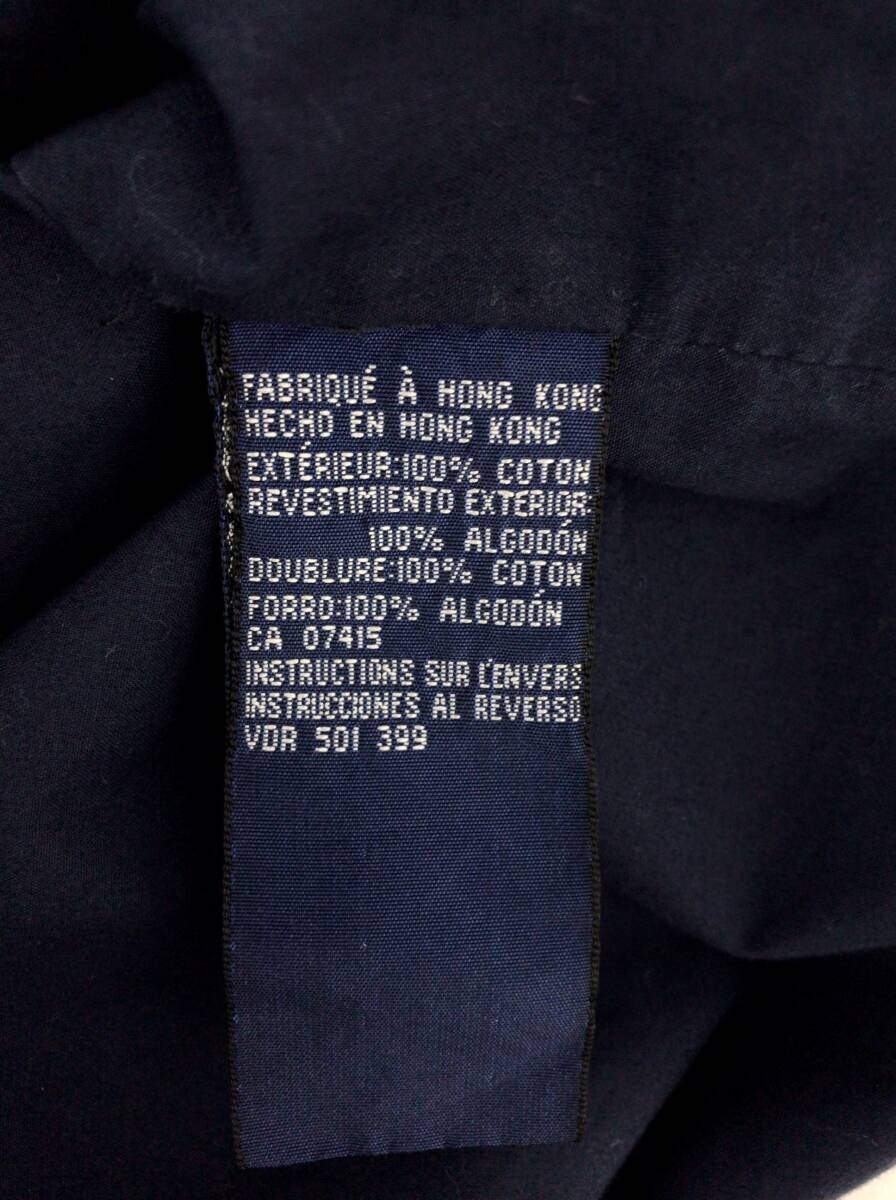 FABRIQUÉ À HONG KONG
HECHO EN HONG KONG
EXTÉRIEUR:100% COTON
REVESTIMIENTO EXTERIOR:
100% ALGODÓN
DOUBLURE:100% COTON
FORRO:100% ALGODÓN
CA 07415
INSTRUCTIONS SUR L'ENVERS
INSTRUCCIONES AL REVERSO
VDR 501 399